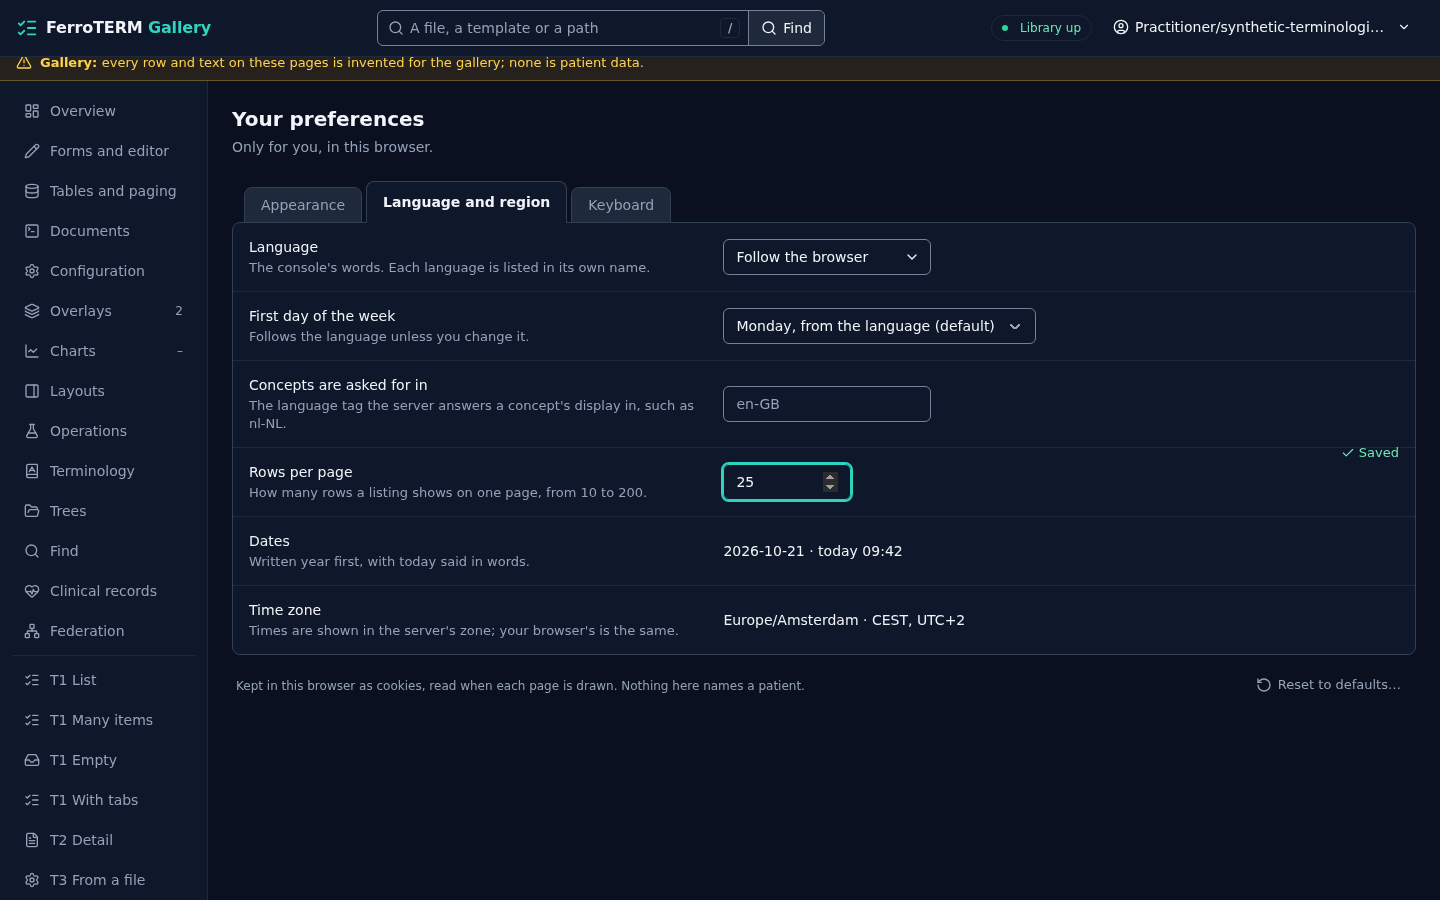 FerroTERM Gallery
A file, a template or a path
/
Find
Library up
Practitioner/synthetic-terminologi…
Gallery: every row and text on these pages is invented for the gallery; none is patient data.
Overview
Forms and editor
Tables and paging
Documents
Configuration
Overlays 2
Charts –
Layouts
Operations
Terminology
Trees
Find
Clinical records
Federation
T1 List
T1 Many items
T1 Empty
T1 With tabs
T2 Detail
T3 From a file
Your preferences
Only for you, in this browser.
Appearance
Language and region
Keyboard
Language
The console's words. Each language is listed in its own name.
Follow the browser
First day of the week
Follows the language unless you change it.
Monday, from the language (default)
Concepts are asked for in
The language tag the server answers a concept's display in, such as
nl-NL.
en-GB
Saved
Rows per page
How many rows a listing shows on one page, from 10 to 200.
25
Dates
Written year first, with today said in words.
2026-10-21 · today 09:42
Time zone
Times are shown in the server's zone; your browser's is the same.
Europe/Amsterdam · CEST, UTC+2
Kept in this browser as cookies, read when each page is drawn. Nothing here names a patient.
Reset to defaults…